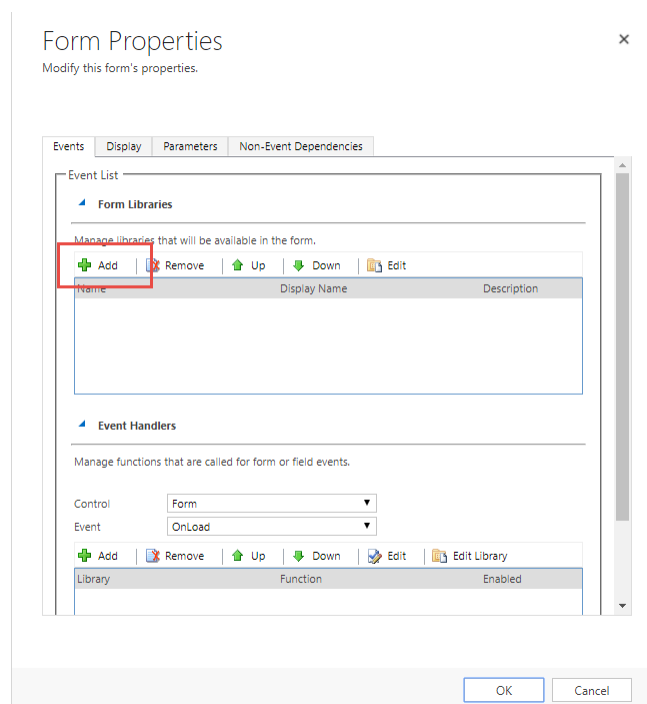 Form Properties
Modify this form's properties.
Events Display Parameters Non-Event Dependencies
Event List
Form Libraries
Manage libraries that will be available in the form.
Add Remove Up Down Edit
Name Display Name Description
Event Handlers
Manage functions that are called for form or field events.
Control Form
Event OnLoad
Add Remove Up Down Edit Edit Library
Library Function Enabled
OK Cancel